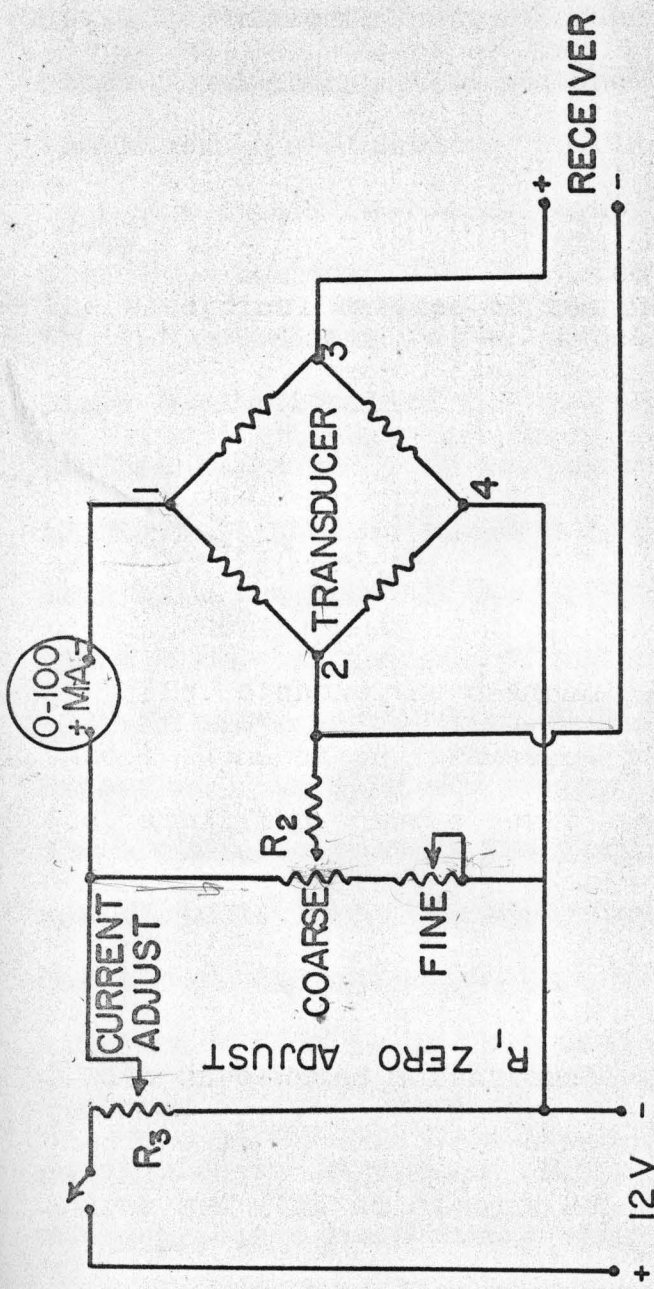 0-100
+ MA -
CURRENT
ADJUST
R3
R2
COARSE
FINE
R1 ZERO ADJUST
1
2
TRANSDUCER
3
4
+
RECEIVER
-
+ 12 V -